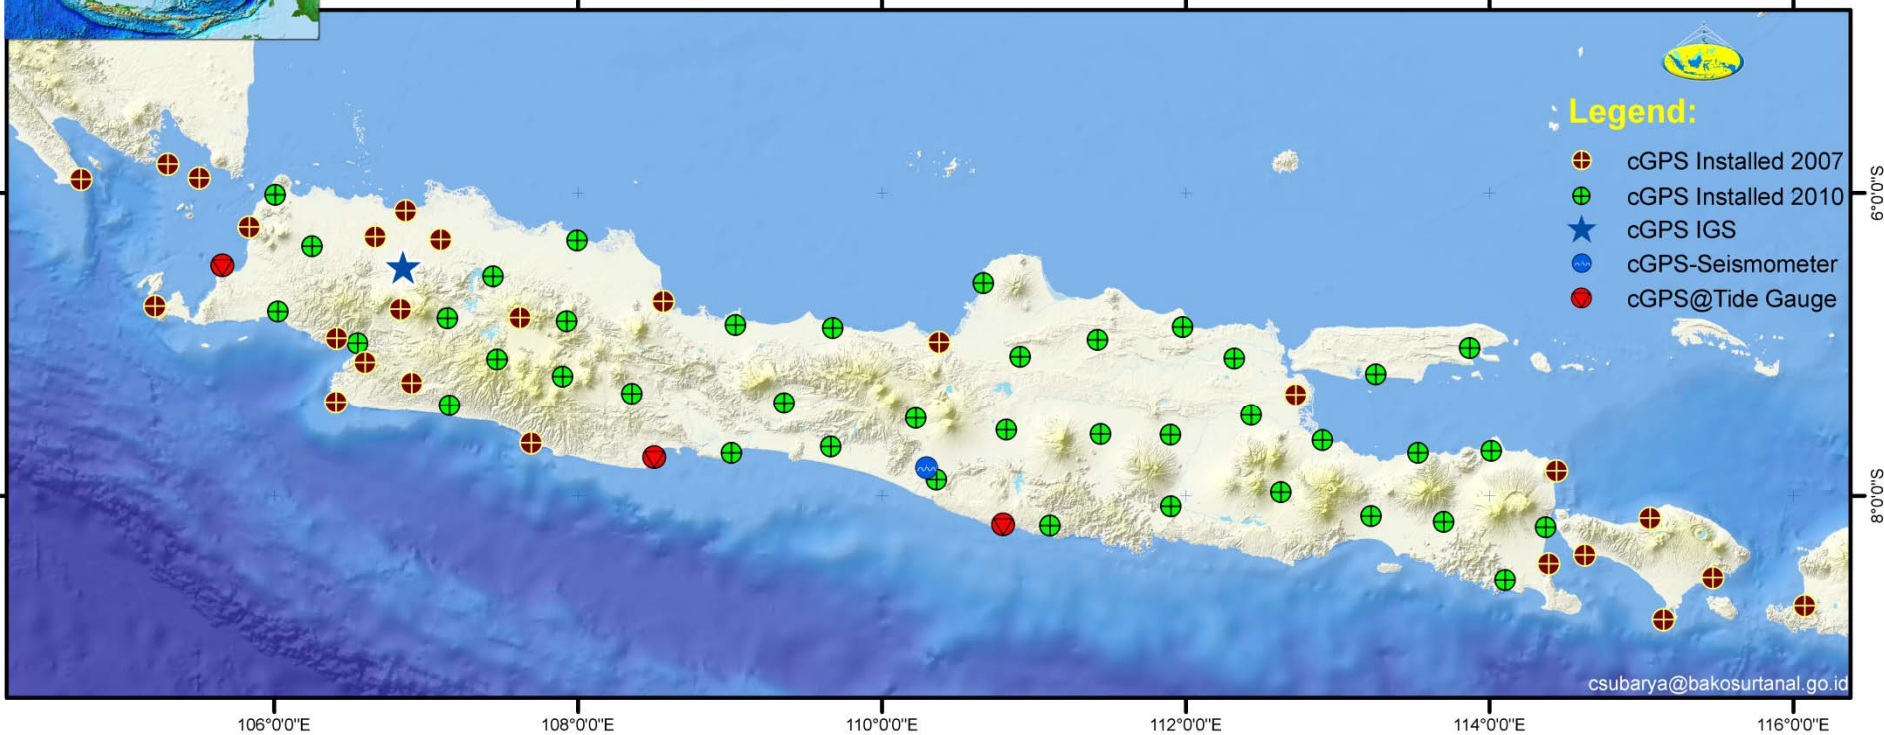 Legend:
cGPS Installed 2007
cGPS Installed 2010
cGPS IGS
cGPS-Seismometer
cGPS@Tide Gauge
6°0'0"S
8°0'0"S
csubarya@bakosurtanal.go.id
106°0'0"E
108°0'0"E
110°0'0"E
112°0'0"E
114°0'0"E
116°0'0"E